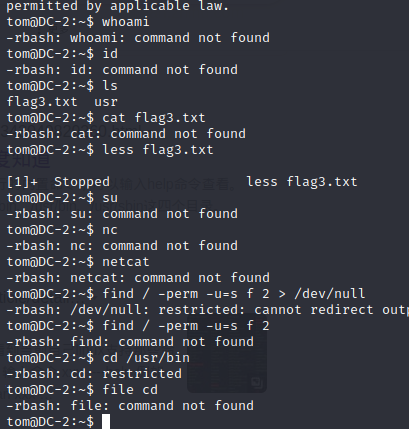 permitted by applicable law.
tom@DC-2:~$ whoami
-rbash: whoami: command not found
tom@DC-2:~$ id
-rbash: id: command not found
tom@DC-2:~$ ls
flag3.txt  usr
tom@DC-2:~$ cat flag3.txt
-rbash: cat: command not found
tom@DC-2:~$ less flag3.txt
[1]+  Stopped                 less flag3.txt
tom@DC-2:~$ su
-rbash: su: command not found
tom@DC-2:~$ nc
-rbash: nc: command not found
tom@DC-2:~$ netcat
-rbash: netcat: command not found
tom@DC-2:~$ find / -perm -u=s f 2 > /dev/null
-rbash: /dev/null: restricted: cannot redirect outp
tom@DC-2:~$ find / -perm -u=s f 2
-rbash: find: command not found
tom@DC-2:~$ cd /usr/bin
-rbash: cd: restricted
tom@DC-2:~$ file cd
-rbash: file: command not found
tom@DC-2:~$